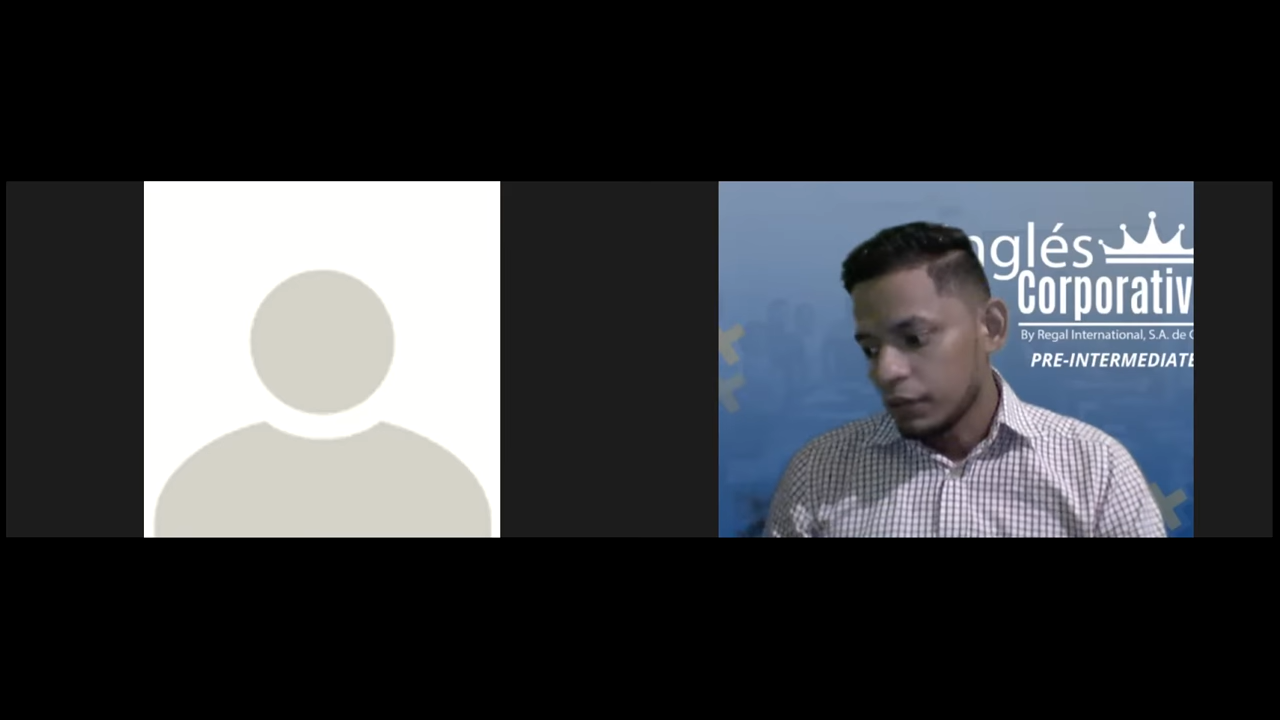 nglés
Corporativ
By Regal International, S.A. de C
PRE-INTERMEDIATE